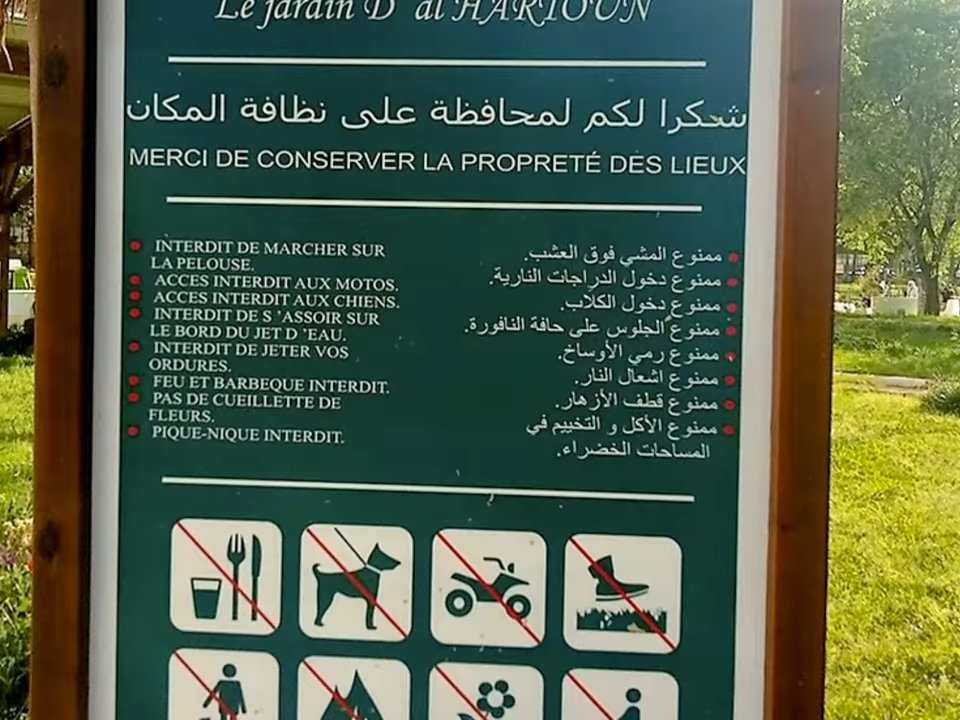 Le jardin D' al HARTOUN
شكرا لكم لمحافظة على نظافة المكان
MERCI DE CONSERVER LA PROPRETÉ DES LIEUX
INTERDIT DE MARCHER SUR
LA PELOUSE.
ACCES INTERDIT AUX MOTOS.
ACCES INTERDIT AUX CHIENS.
INTERDIT DE S 'ASSOIR SUR
LE BORD DU JET D 'EAU.
INTERDIT DE JETER VOS
ORDURES.
FEU ET BARBEQUE INTERDIT.
PAS DE CUEILLETTE DE
FLEURS.
PIQUE-NIQUE INTERDIT.
ممنوع المشي فوق العشب.
ممنوع دخول الدراجات النارية.
ممنوع دخول الكلاب.
ممنوع الجلوس على حافة النافورة.
ممنوع رمي الأوساخ.
ممنوع اشعال النار.
ممنوع قطف الأزهار.
ممنوع الأكل و التخييم في
المساحات الخضراء.